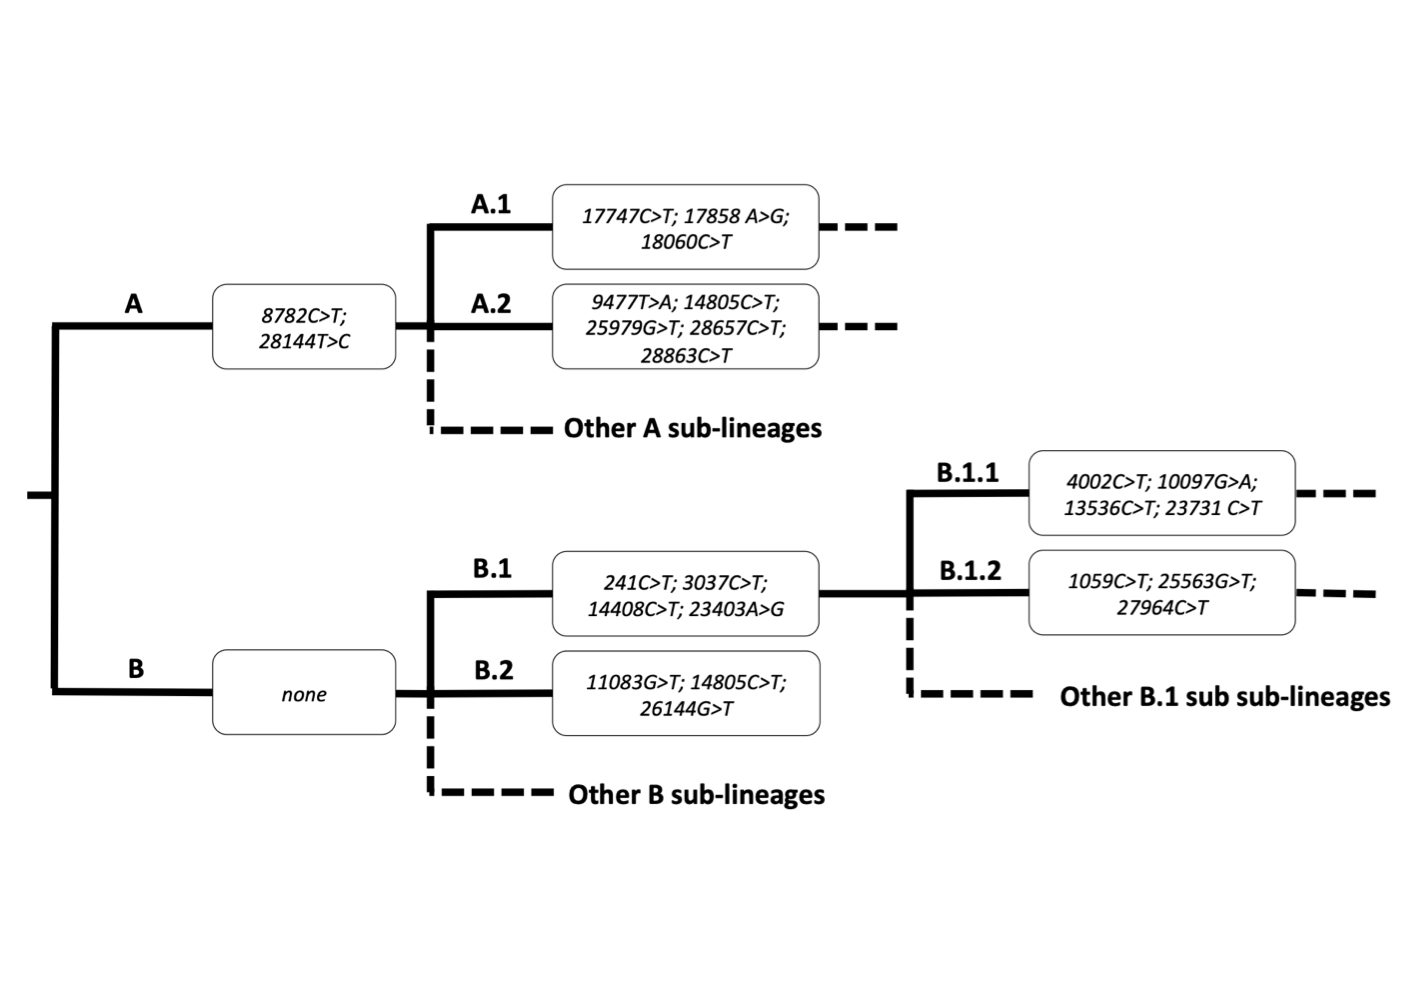 A.1
17747C>T; 17858 A>G;
18060C>T
A
8782C>T;
28144T>C
A.2
9477T>A; 14805C>T;
25979G>T; 28657C>T;
28863C>T
Other A sub-lineages
B.1.1
4002C>T; 10097G>A;
13536C>T; 23731 C>T
B.1
241C>T; 3037C>T;
14408C>T; 23403A>G
B.1.2
1059C>T; 25563G>T;
27964C>T
B
none
B.2
11083G>T; 14805C>T;
26144G>T
Other B.1 sub sub-lineages
Other B sub-lineages